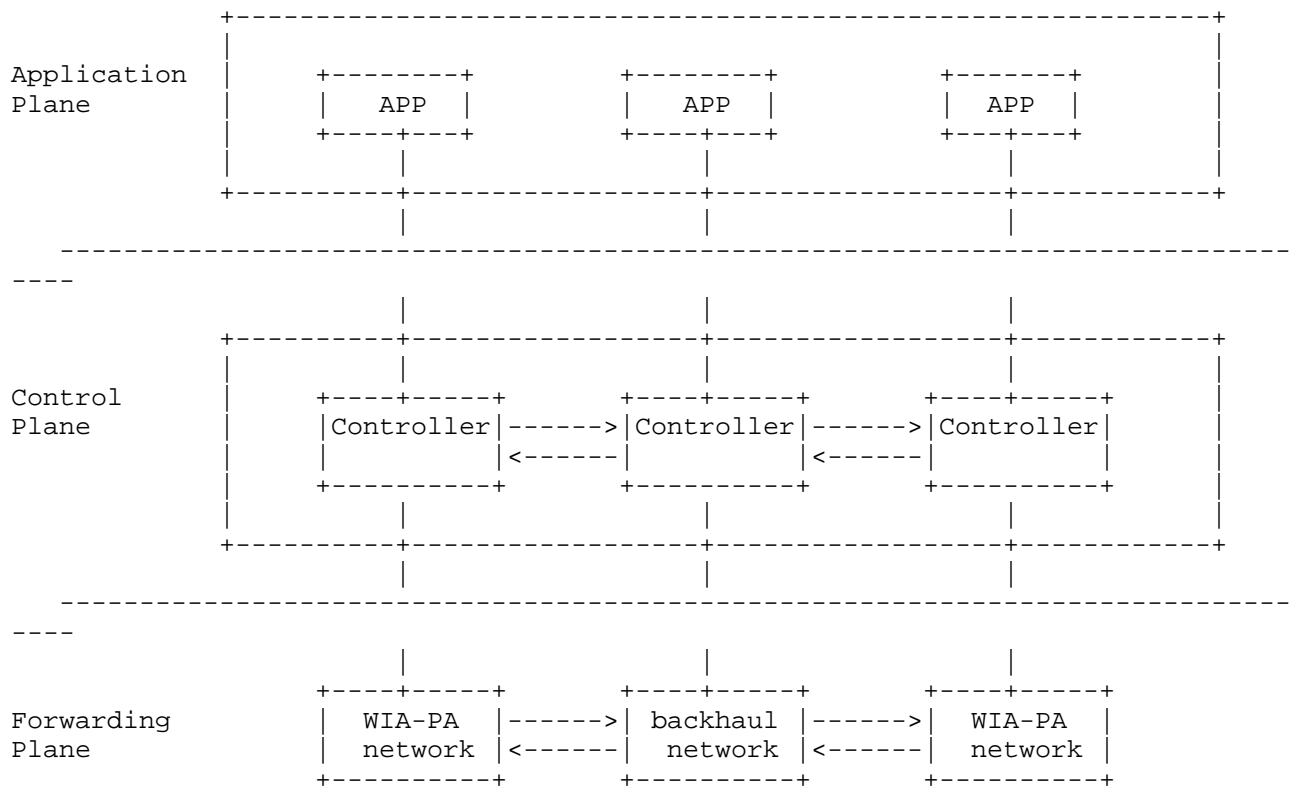 Application
Plane
APP APP APP
Control
Plane
Controller Controller Controller
Forwarding
Plane
WIA-PA backhaul WIA-PA
network network network